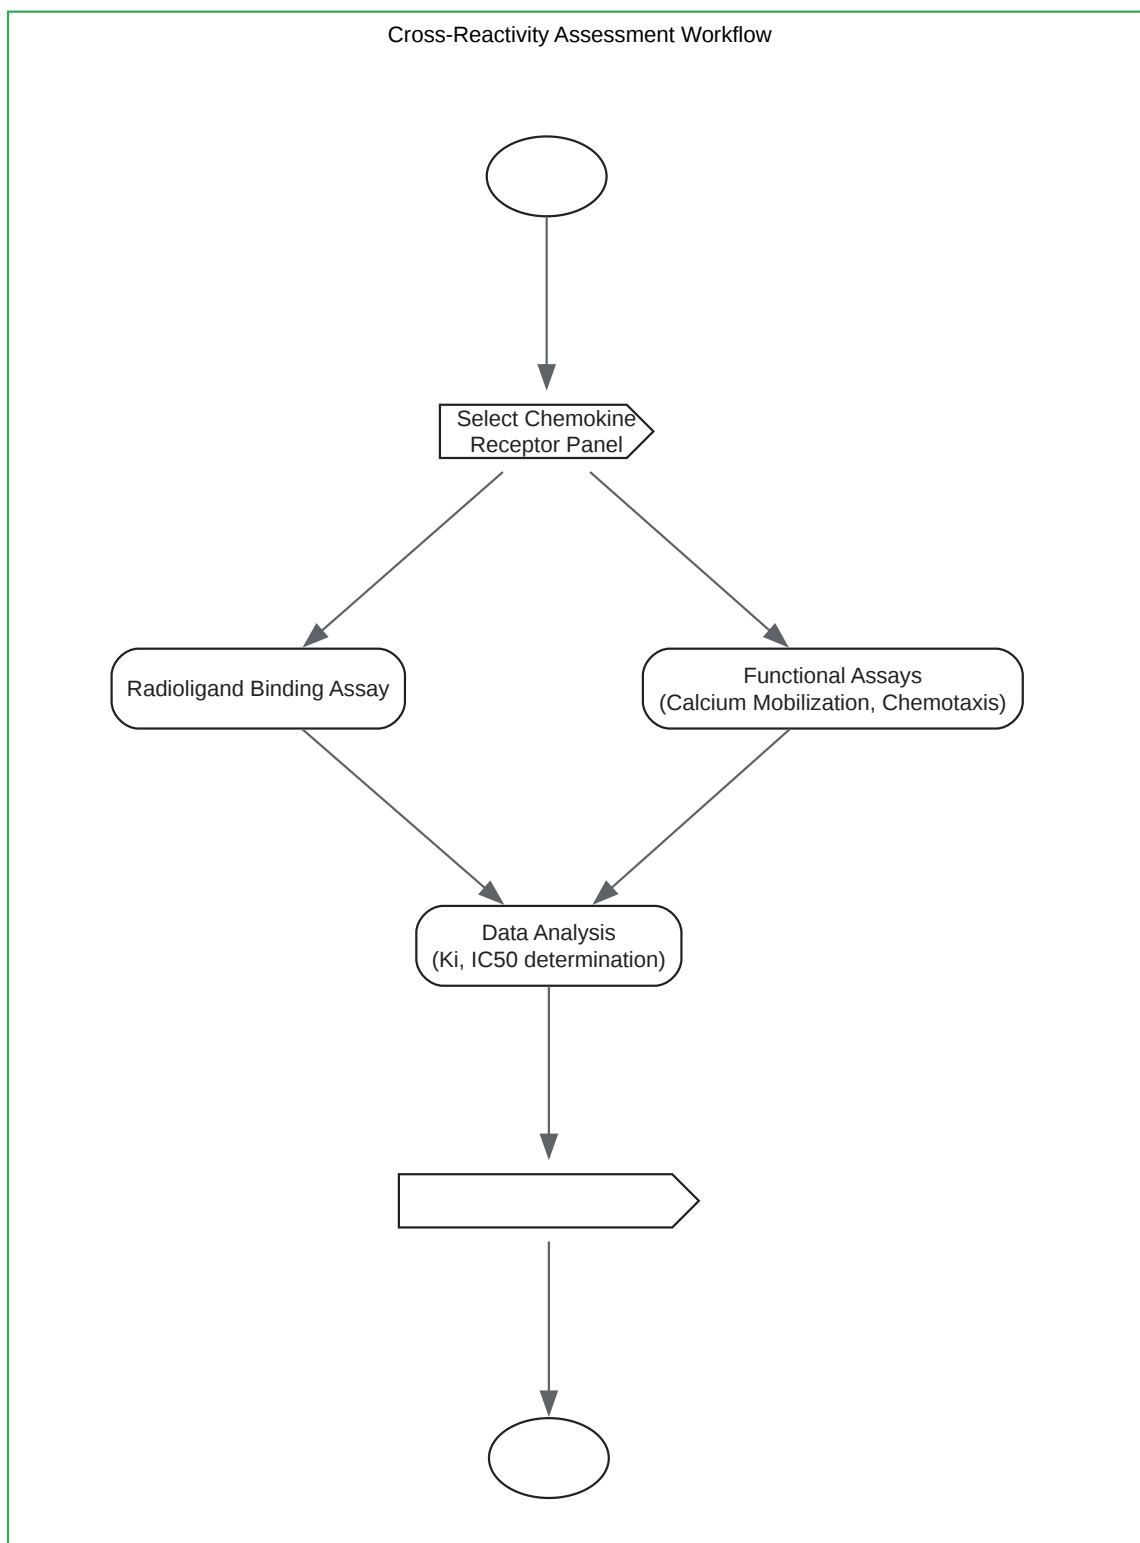 Cross-Reactivity Assessment Workflow
Select Chemokine
Receptor Panel
Radioligand Binding Assay
Functional Assays
(Calcium Mobilization, Chemotaxis)
Data Analysis
(Ki, IC50 determination)